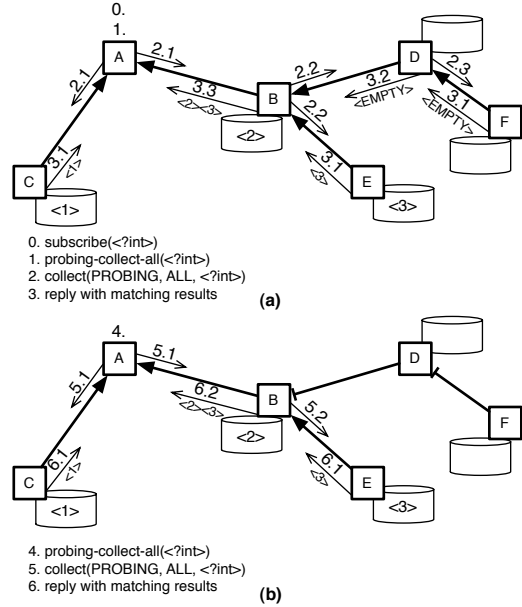 0.
1.
A
2.1
2.1
3.3
<2><3>
B
2.2
2.2
D
3.2
<EMPTY>
2.3
3.1
<EMPTY>
F
3.1
<1>
C
<1>
<2>
3.1
<3>
E
<3>
0. subscribe(<?int>)
1. probing-collect-all(<?int>)
2. collect(PROBING, ALL, <?int>)
3. reply with matching results
(a)
4.
A
5.1
5.1
6.2
<2><3>
B
5.2
D
F
6.1
<1>
C
<1>
<2>
6.1
<3>
E
<3>
4. probing-collect-all(<?int>)
5. collect(PROBING, ALL, <?int>)
6. reply with matching results
(b)